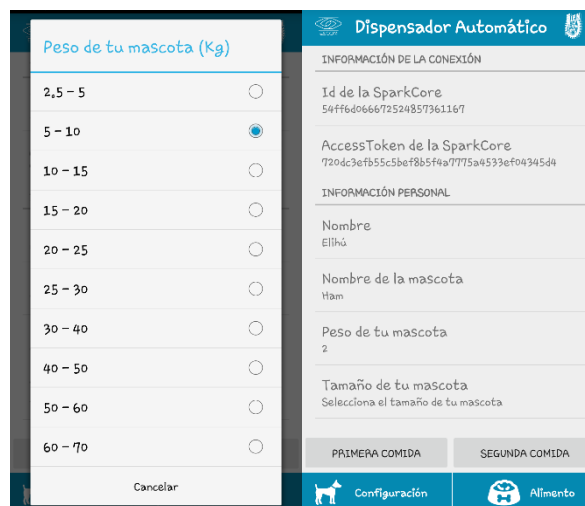 Peso de tu mascota (Kg)
2.5 - 5
5 - 10
10 - 15
15 - 20
20 - 25
25 - 30
30 - 40
40 - 50
50 - 60
60 - 70
Cancelar
Dispensador Automático
INFORMACIÓN DE LA CONEXIÓN
Id de la SparkCore
54ff6d066672524857361167
AccessToken de la SparkCore
720dc3efb55c5bef8b5f4a7775a4533ef04345d4
INFORMACIÓN PERSONAL
Nombre
Elihú
Nombre de la mascota
Ham
Peso de tu mascota
2
Tamaño de tu mascota
Selecciona el tamaño de tu mascota
PRIMERA COMIDA
SEGUNDA COMIDA
Configuración
Alimento